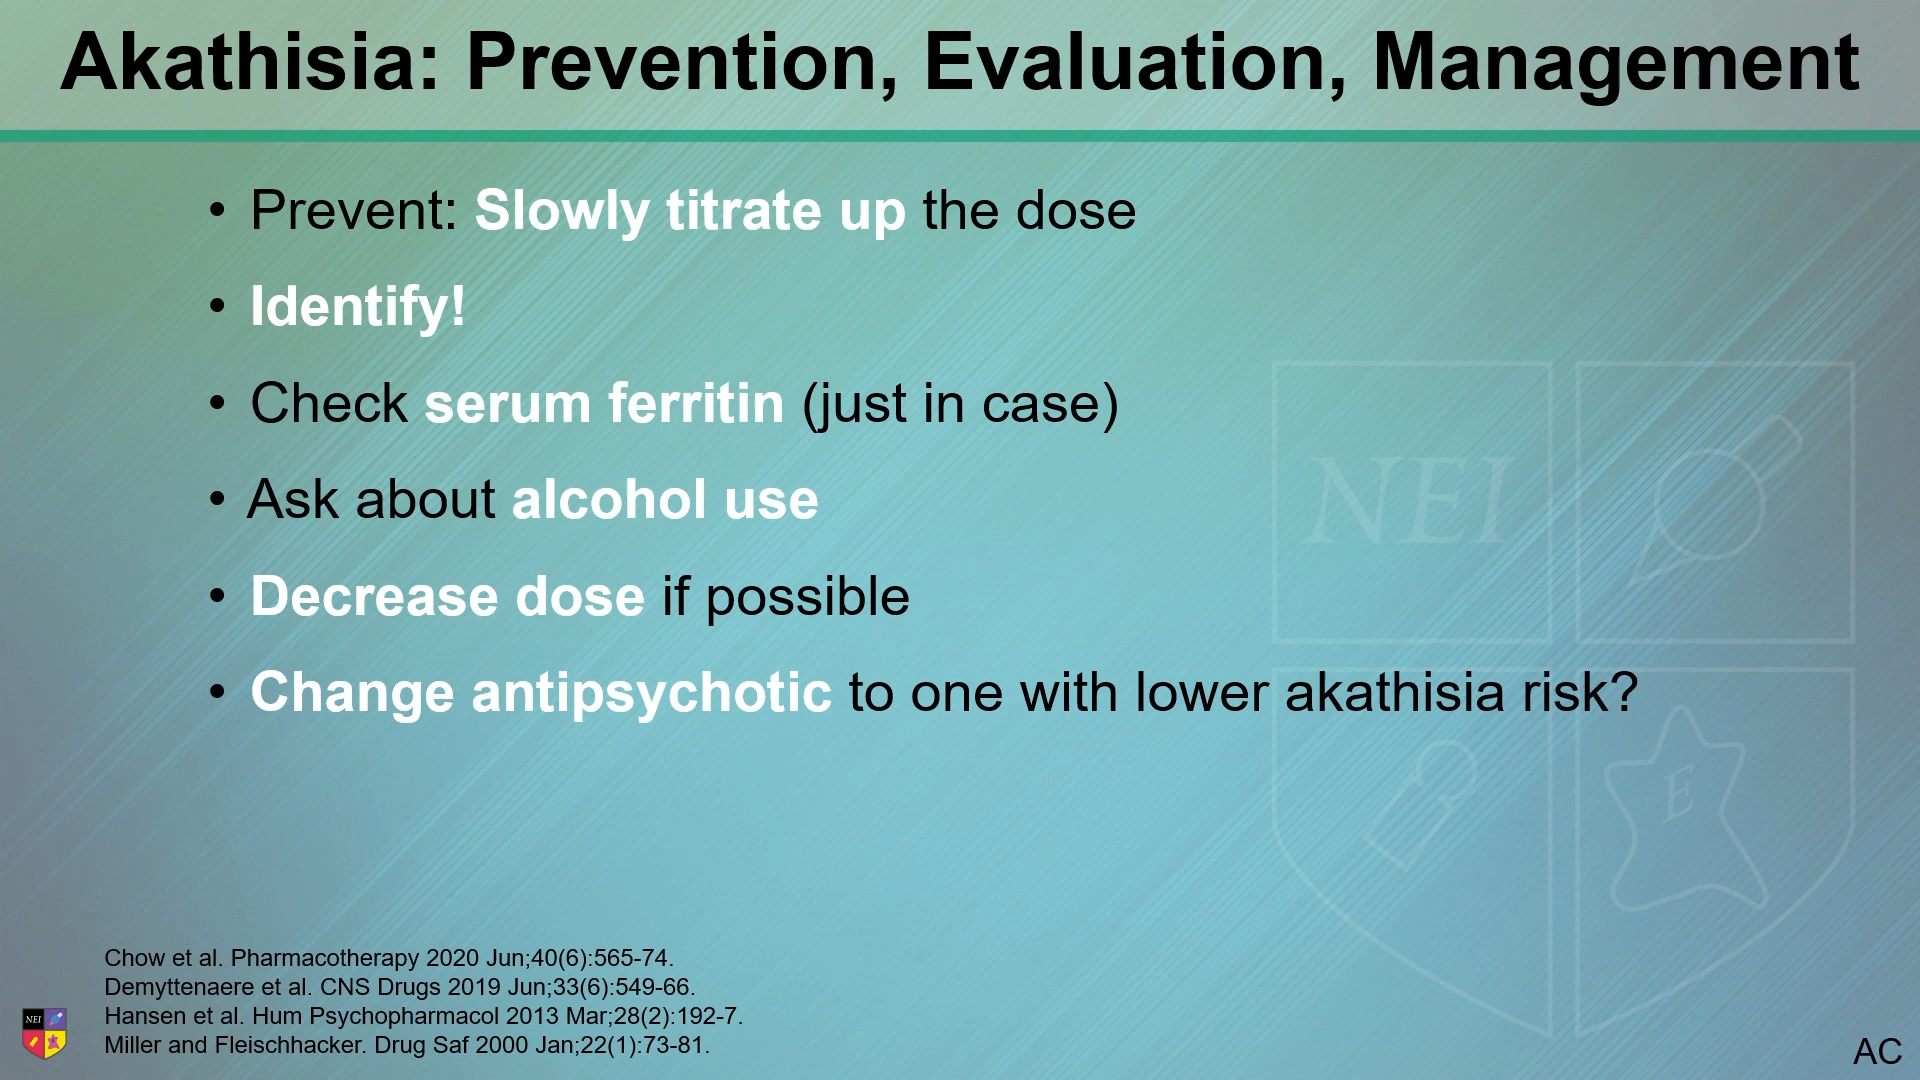 Akathisia: Prevention, Evaluation, Management
• Prevent: Slowly titrate up the dose
• Identify!
• Check serum ferritin (just in case)
• Ask about alcohol use
• Decrease dose if possible
• Change antipsychotic to one with lower akathisia risk?
NEI
E
Chow et al. Pharmacotherapy 2020 Jun;40(6):565-74.
Demyttenaere et al. CNS Drugs 2019 Jun;33(6):549-66.
Hansen et al. Hum Psychopharmacol 2013 Mar;28(2):192-7.
Miller and Fleischhacker. Drug Saf 2000 Jan;22(1):73-81.
NEI
AC